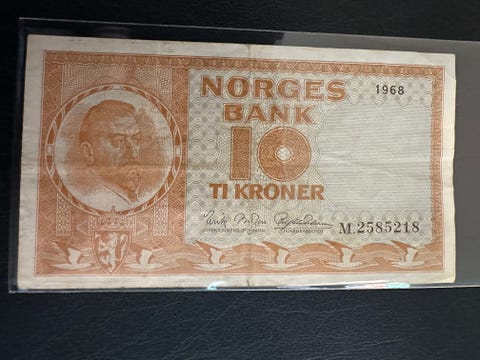 NORGES
BANK
1968
10
TI KRONER
M.2585218